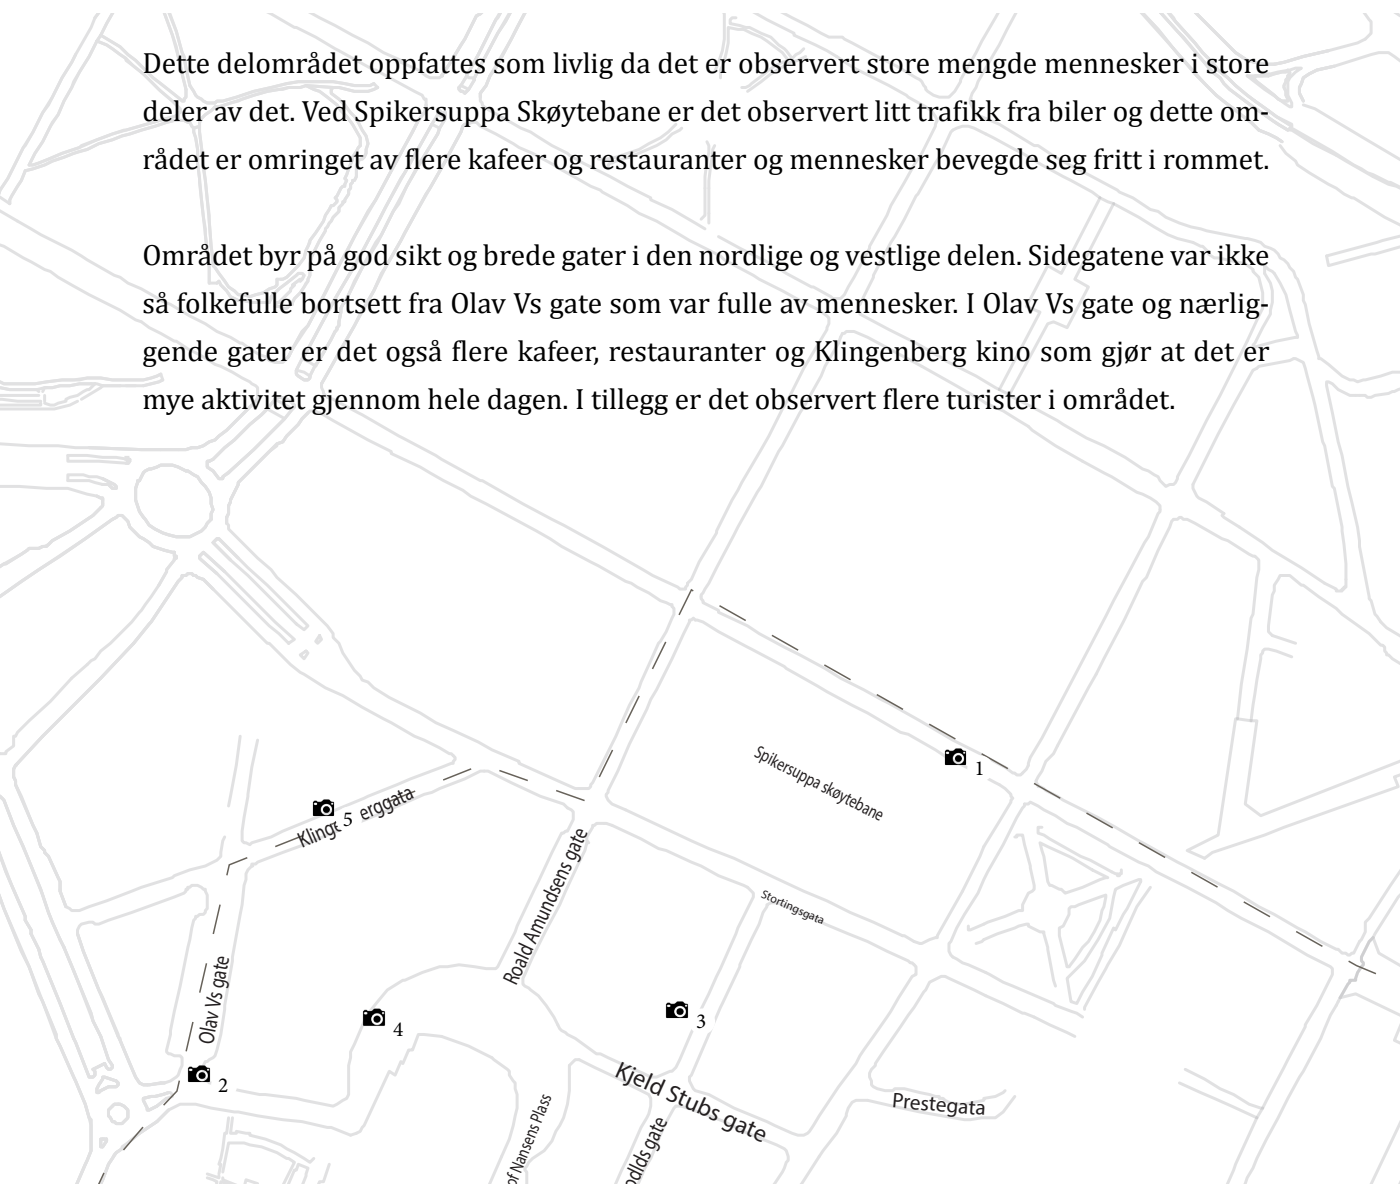 Dette delområdet oppfattes som livlig da det er observert store mengde mennesker i store
deler av det. Ved Spikersuppa Skøytebane er det observert litt trafikk fra biler og dette om-
rådet er omringet av flere kafeer og restauranter og mennesker bevegde seg fritt i rommet.
Området byr på god sikt og brede gater i den nordlige og vestlige delen. Sidegatene var ikke
så folkefulle bortsett fra Olav Vs gate som var fulle av mennesker. I Olav Vs gate og nærlig-
gende gater er det også flere kafeer, restauranter og Klingenberg kino som gjør at det er
mye aktivitet gjennom hele dagen. I tillegg er det observert flere turister i området.
Spikersuppa skøytebane
1
5
erggata
Roald Amundsens gate
Stortingsgata
Olav Vs gate
4
3
2
Kjeld Stubs gate
Prestegata
of Nansens Plass
gate